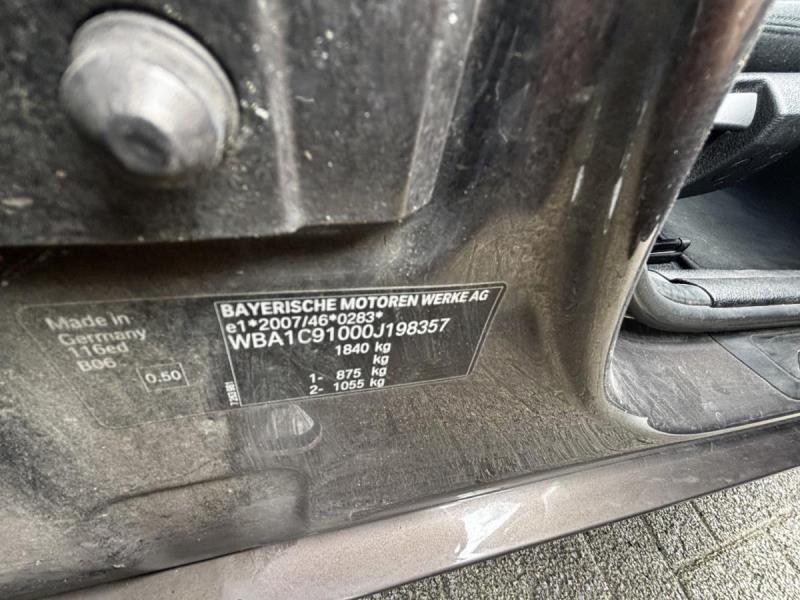 Made in
Germany
116ed
B06
0.50
BAYERISCHE MOTOREN WERKE AG
e1*2007/46*0283*
WBA1C91000J198357
1840 kg
kg
1- 875 kg
2- 1055 kg